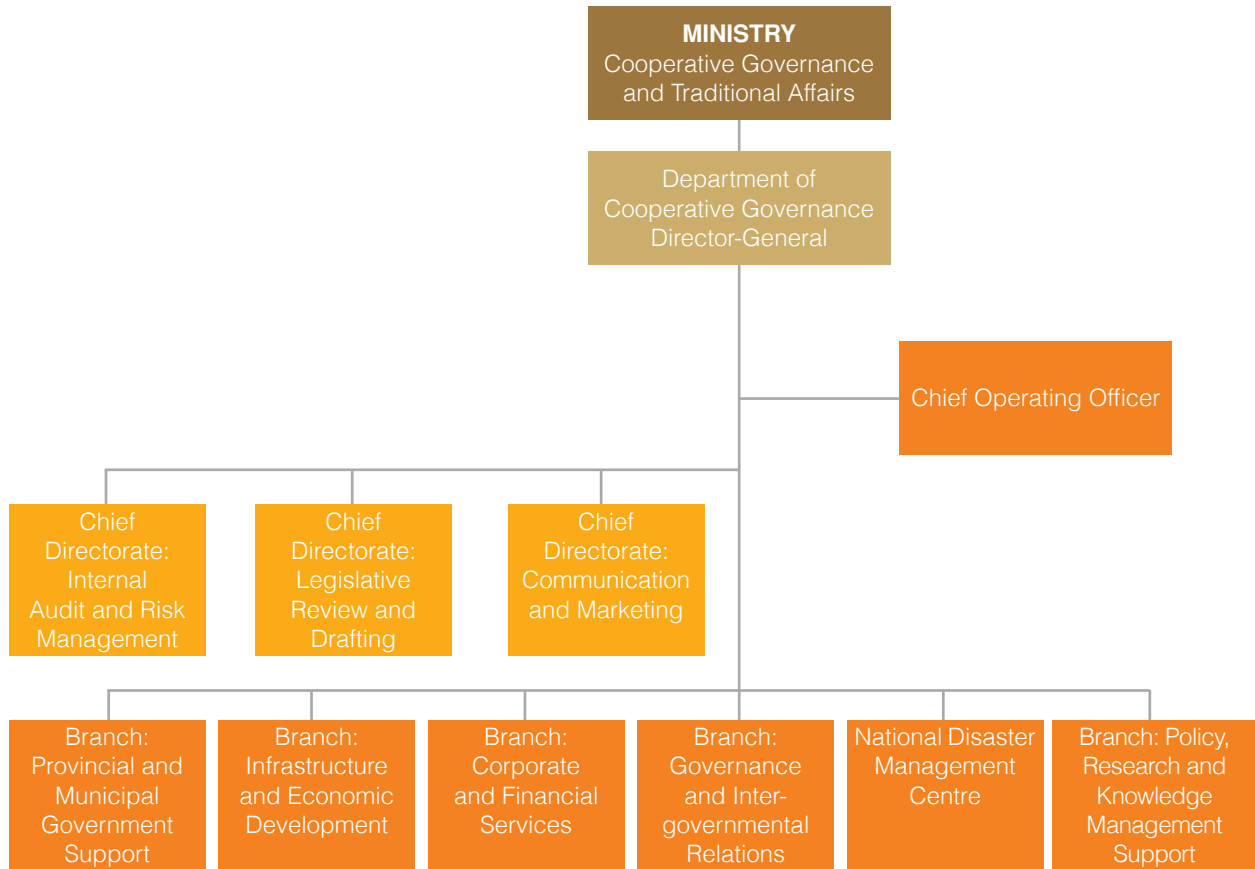 MINISTRY
Cooperative Governance
and Traditional Affairs
Department of
Cooperative Governance
Director-General
Chief Operating Officer
Chief
Directorate:
Internal
Audit and Risk
Management
Chief
Directorate:
Legislative
Review and
Drafting
Chief
Directorate:
Communication
and Marketing
Branch:
Provincial and
Municipal
Government
Support
Branch:
Infrastructure
and Economic
Development
Branch:
Corporate
and Financial
Services
Branch:
Governance
and Inter-
governmental
Relations
National Disaster
Management
Centre
Branch: Policy,
Research and
Knowledge
Management
Support